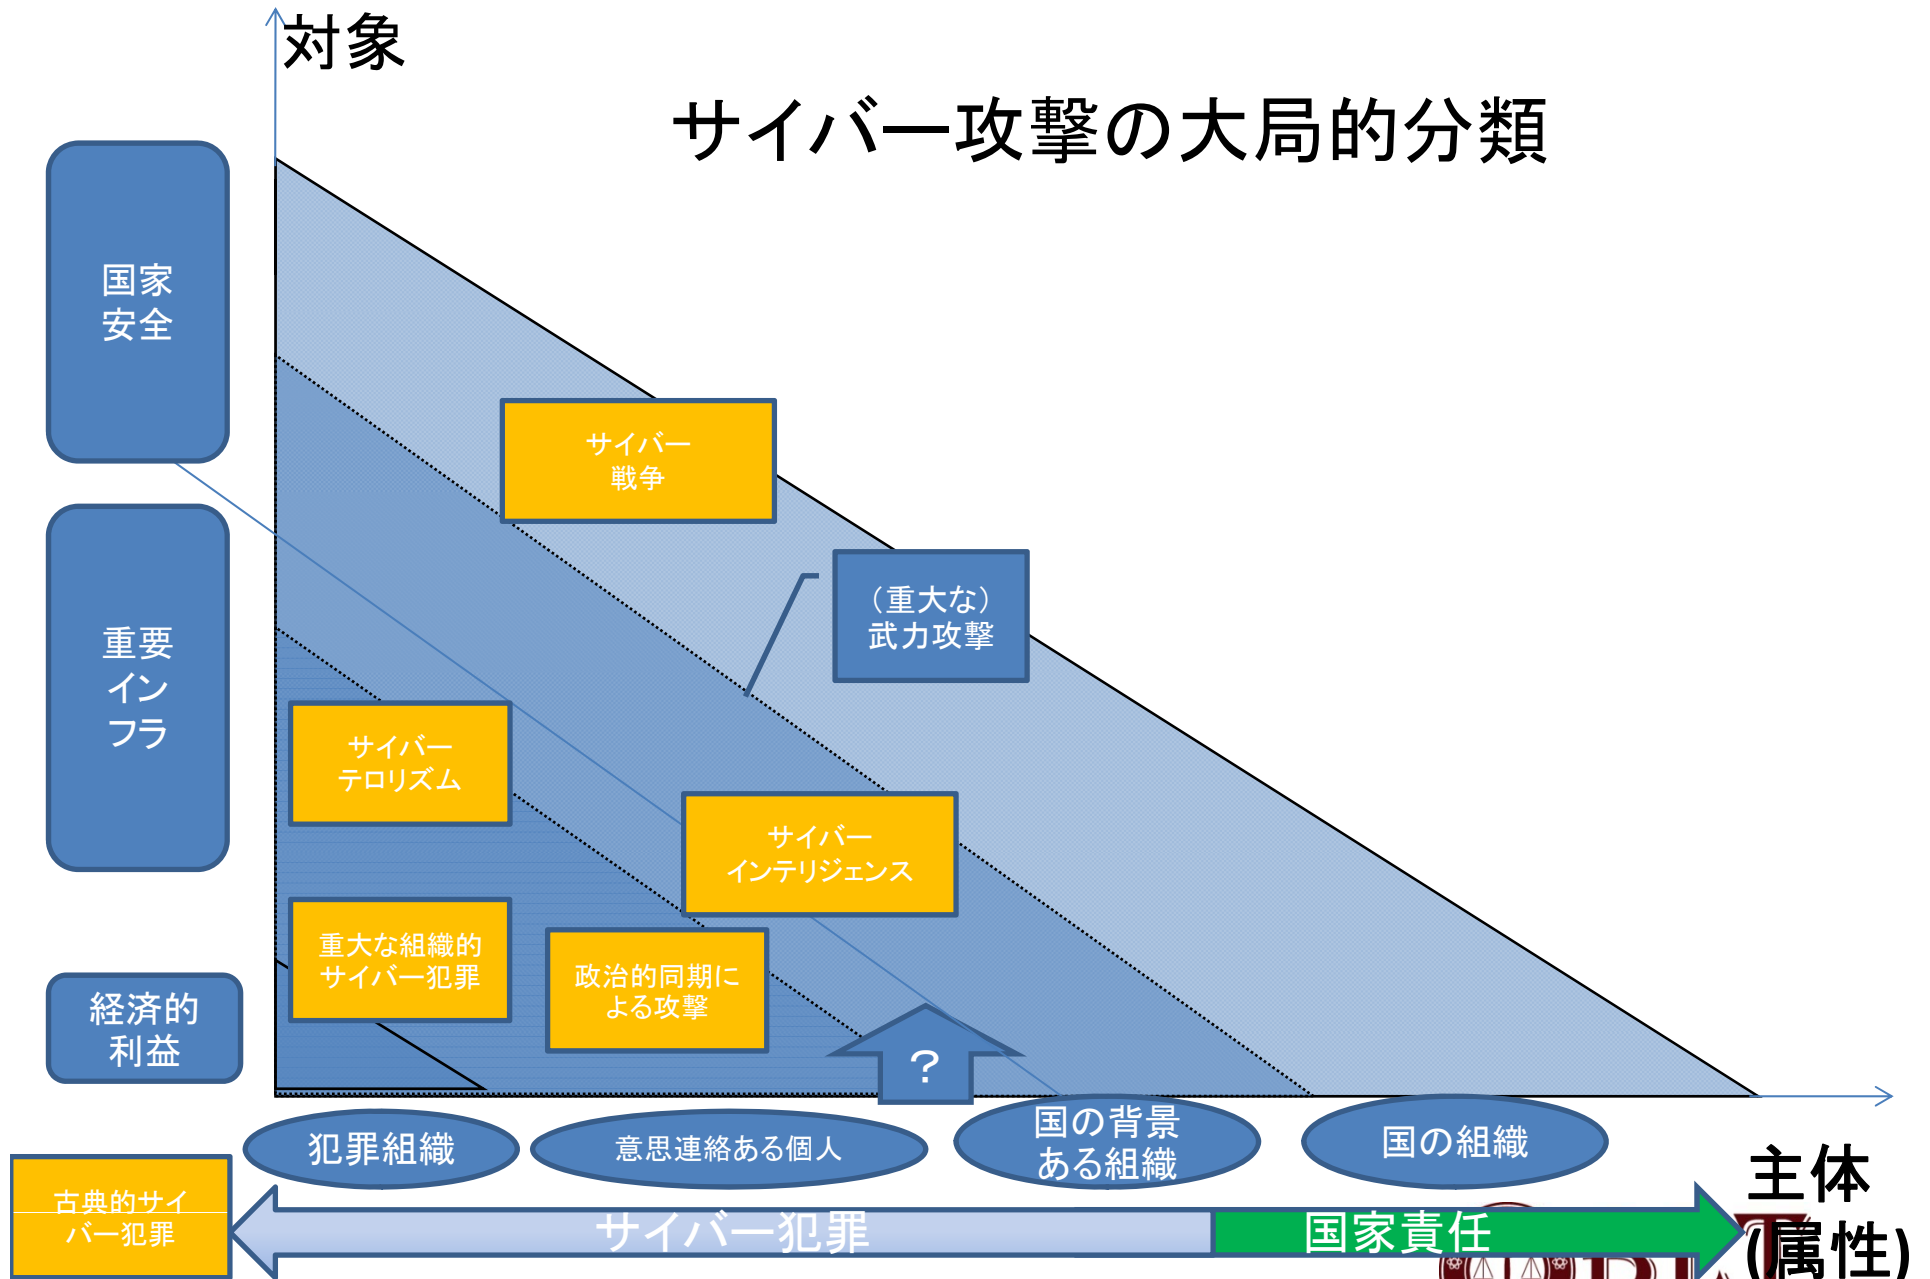 対象
サイバー攻撃の大局的分類
国家
安全
サイバー
戦争
(重大な)
武力攻撃
重要
イン
フラ
サイバー
テロリズム
サイバー
インテリジェンス
重大な組織的
サイバー犯罪
政治的同期に
よる攻撃
経済的
利益
?
犯罪組織
意思連絡ある個人
国の背景
ある組織
国の組織
主体
(属性)
古典的サイ
バー犯罪
サイバー犯罪
国家責任